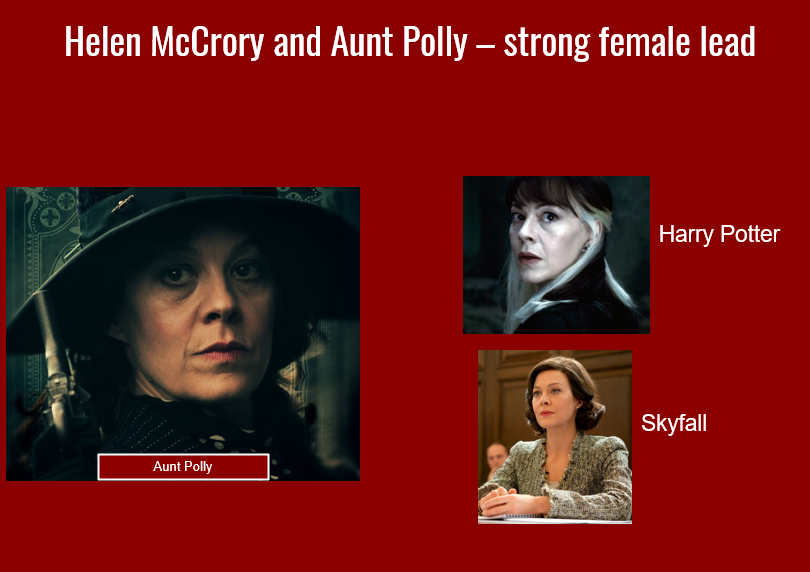 Helen McCrory and Aunt Polly – strong female lead
Harry Potter
Skyfall
Aunt Polly